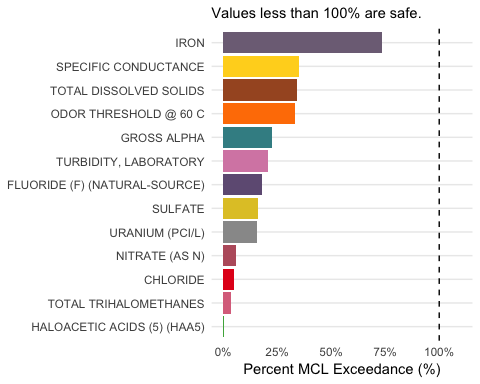 Values less than 100% are safe.
IRON
SPECIFIC CONDUCTANCE
TOTAL DISSOLVED SOLIDS
ODOR THRESHOLD @ 60 C
GROSS ALPHA
TURBIDITY, LABORATORY
FLUORIDE (F) (NATURAL-SOURCE)
SULFATE
URANIUM (PCI/L)
NITRATE (AS N)
CHLORIDE
TOTAL TRIHALOMETHANES
HALOACETIC ACIDS (5) (HAA5)
0% 25% 50% 75% 100%
Percent MCL Exceedance (%)